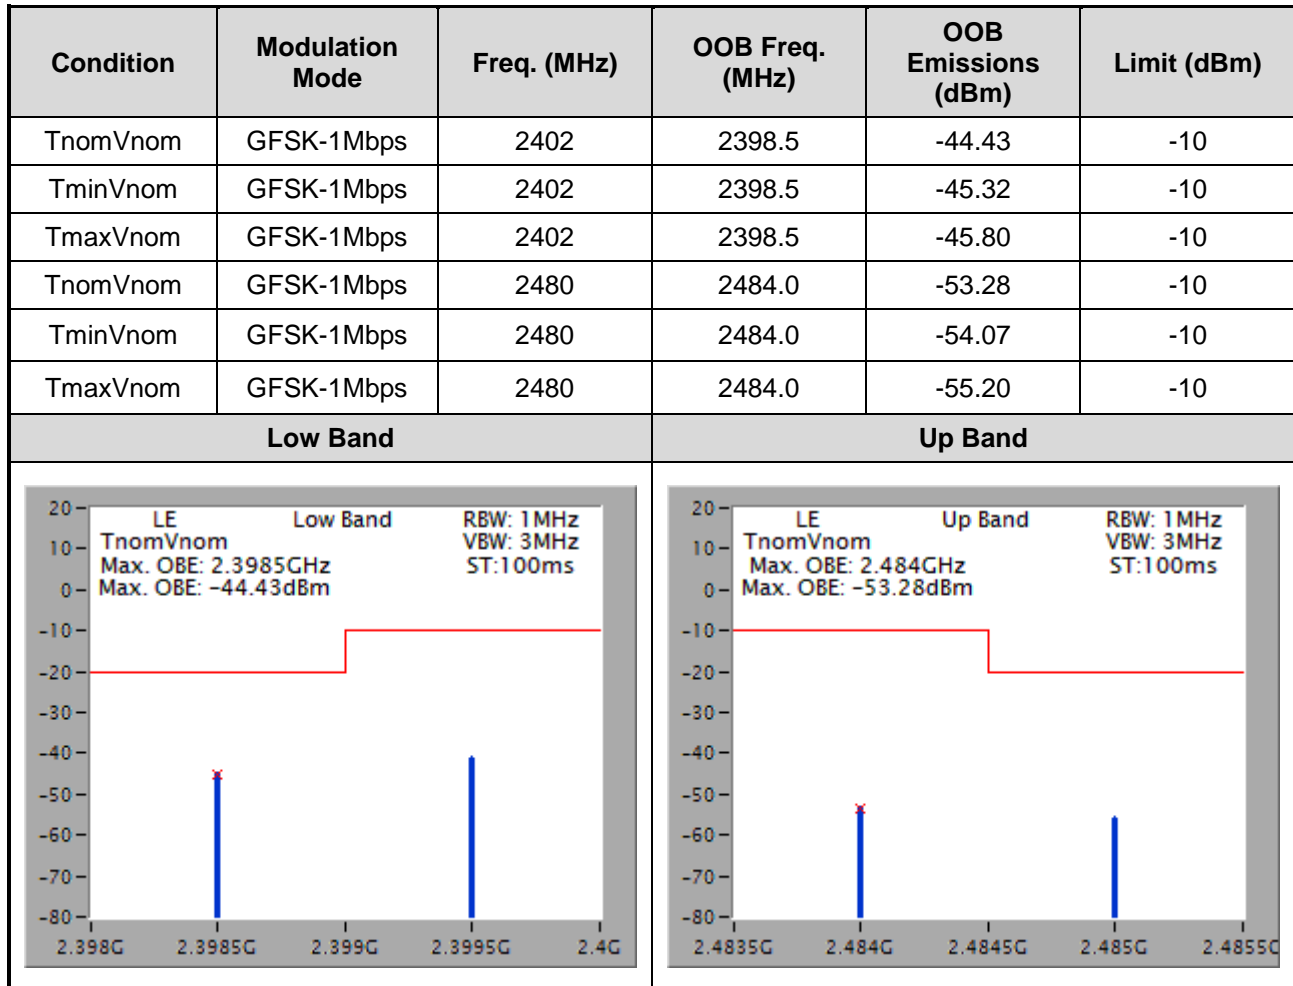 Condition Modulation Mode Freq. (MHz) OOB Freq. (MHz) OOB Emissions (dBm) Limit (dBm)
TnomVnom GFSK-1Mbps 2402 2398.5 -44.43 -10
TminVnom GFSK-1Mbps 2402 2398.5 -45.32 -10
TmaxVnom GFSK-1Mbps 2402 2398.5 -45.80 -10
TnomVnom GFSK-1Mbps 2480 2484.0 -53.28 -10
TminVnom GFSK-1Mbps 2480 2484.0 -54.07 -10
TmaxVnom GFSK-1Mbps 2480 2484.0 -55.20 -10
Low Band Up Band
LE Low Band RBW: 1MHz
TnomVnom VBW: 3MHz
Max. OBE: 2.3985GHz ST:100ms
Max. OBE: -44.43dBm
20
10
0
-10
-20
-30
-40
-50
-60
-70
-80
2.398G 2.3985G 2.399G 2.3995G 2.4G
LE Up Band RBW: 1MHz
TnomVnom VBW: 3MHz
Max. OBE: 2.484GHz ST:100ms
Max. OBE: -53.28dBm
20
10
0
-10
-20
-30
-40
-50
-60
-70
-80
2.4835G 2.484G 2.4845G 2.485G 2.4855G